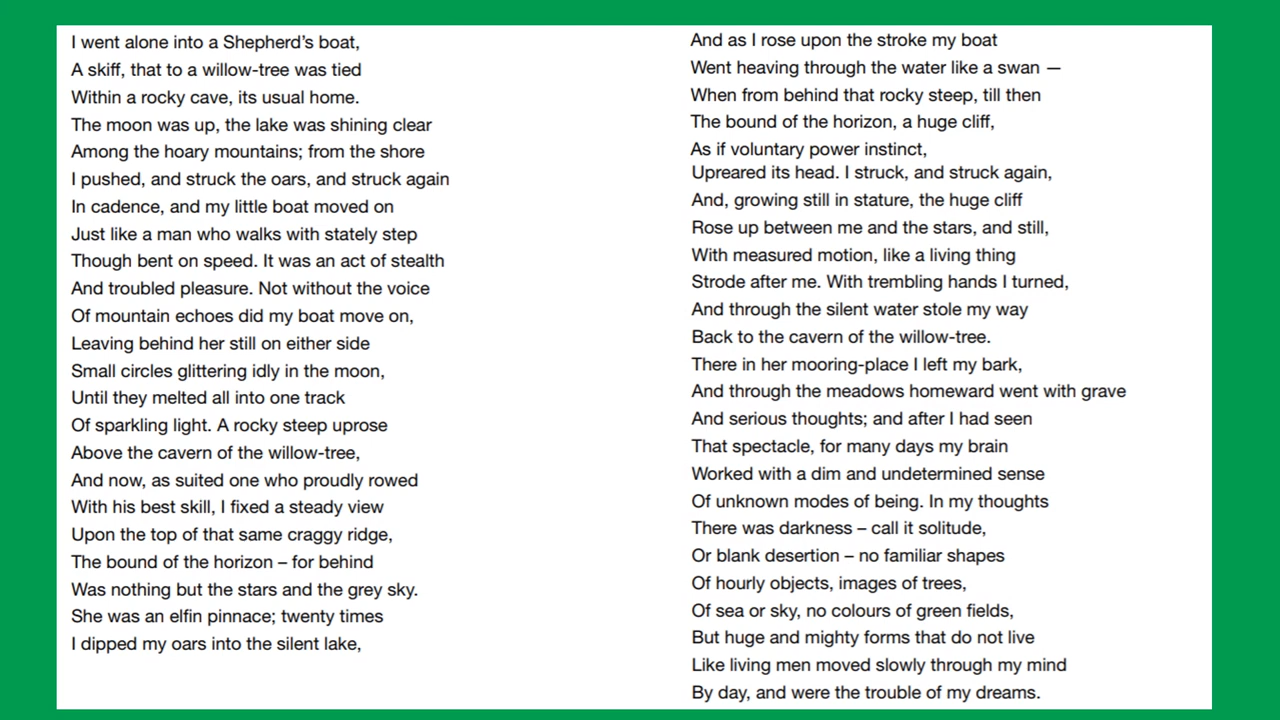 I went alone into a Shepherd’s boat,
A skiff, that to a willow-tree was tied
Within a rocky cave, its usual home.
The moon was up, the lake was shining clear
Among the hoary mountains; from the shore
I pushed, and struck the oars, and struck again
In cadence, and my little boat moved on
Just like a man who walks with stately step
Though bent on speed. It was an act of stealth
And troubled pleasure. Not without the voice
Of mountain echoes did my boat move on,
Leaving behind her still on either side
Small circles glittering idly in the moon,
Until they melted all into one track
Of sparkling light. A rocky steep uprose
Above the cavern of the willow-tree,
And now, as suited one who proudly rowed
With his best skill, I fixed a steady view
Upon the top of that same craggy ridge,
The bound of the horizon – for behind
Was nothing but the stars and the grey sky.
She was an elfin pinnace; twenty times
I dipped my oars into the silent lake,
And as I rose upon the stroke my boat
Went heaving through the water like a swan —
When from behind that rocky steep, till then
The bound of the horizon, a huge cliff,
As if voluntary power instinct,
Upreared its head. I struck, and struck again,
And, growing still in stature, the huge cliff
Rose up between me and the stars, and still,
With measured motion, like a living thing
Strode after me. With trembling hands I turned,
And through the silent water stole my way
Back to the cavern of the willow-tree.
There in her mooring-place I left my bark,
And through the meadows homeward went with grave
And serious thoughts; and after I had seen
That spectacle, for many days my brain
Worked with a dim and undetermined sense
Of unknown modes of being. In my thoughts
There was darkness – call it solitude,
Or blank desertion – no familiar shapes
Of hourly objects, images of trees,
Of sea or sky, no colours of green fields,
But huge and mighty forms that do not live
Like living men moved slowly through my mind
By day, and were the trouble of my dreams.